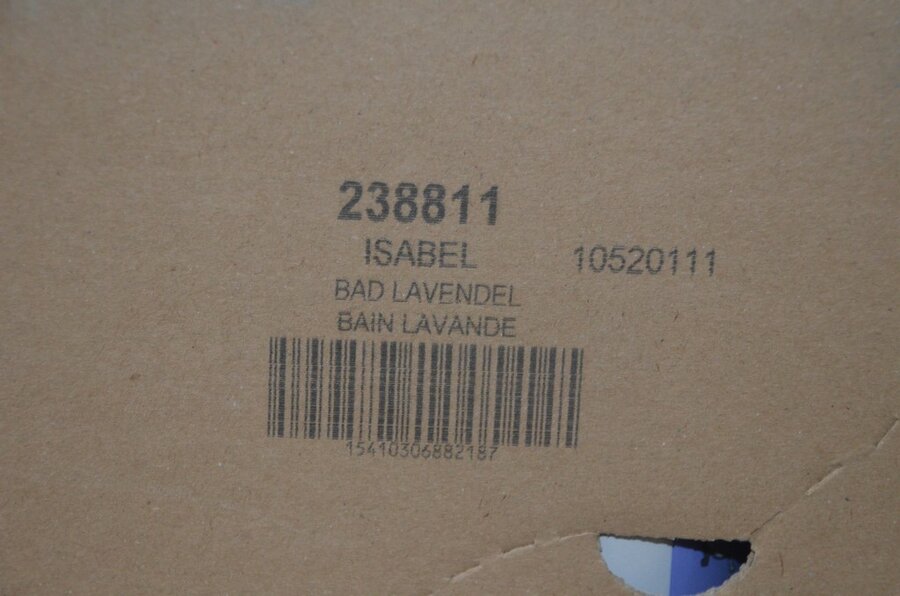 238811
ISABEL 10520111
BAD LAVENDEL
BAIN LAVANDE
15410306882187